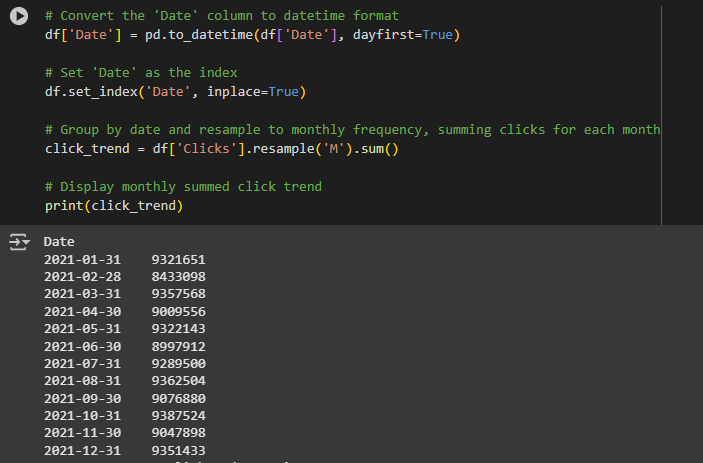 # Convert the 'Date' column to datetime format
df['Date'] = pd.to_datetime(df['Date'], dayfirst=True)
# Set 'Date' as the index
df.set_index('Date', inplace=True)
# Group by date and resample to monthly frequency, summing clicks for each month
click_trend = df['Clicks'].resample('M').sum()
# Display monthly summed click trend
print(click_trend)
Date
2021-01-31    9321651
2021-02-28    8433098
2021-03-31    9357568
2021-04-30    9009556
2021-05-31    9322143
2021-06-30    8997912
2021-07-31    9289500
2021-08-31    9362504
2021-09-30    9076880
2021-10-31    9387524
2021-11-30    9047898
2021-12-31    9351433